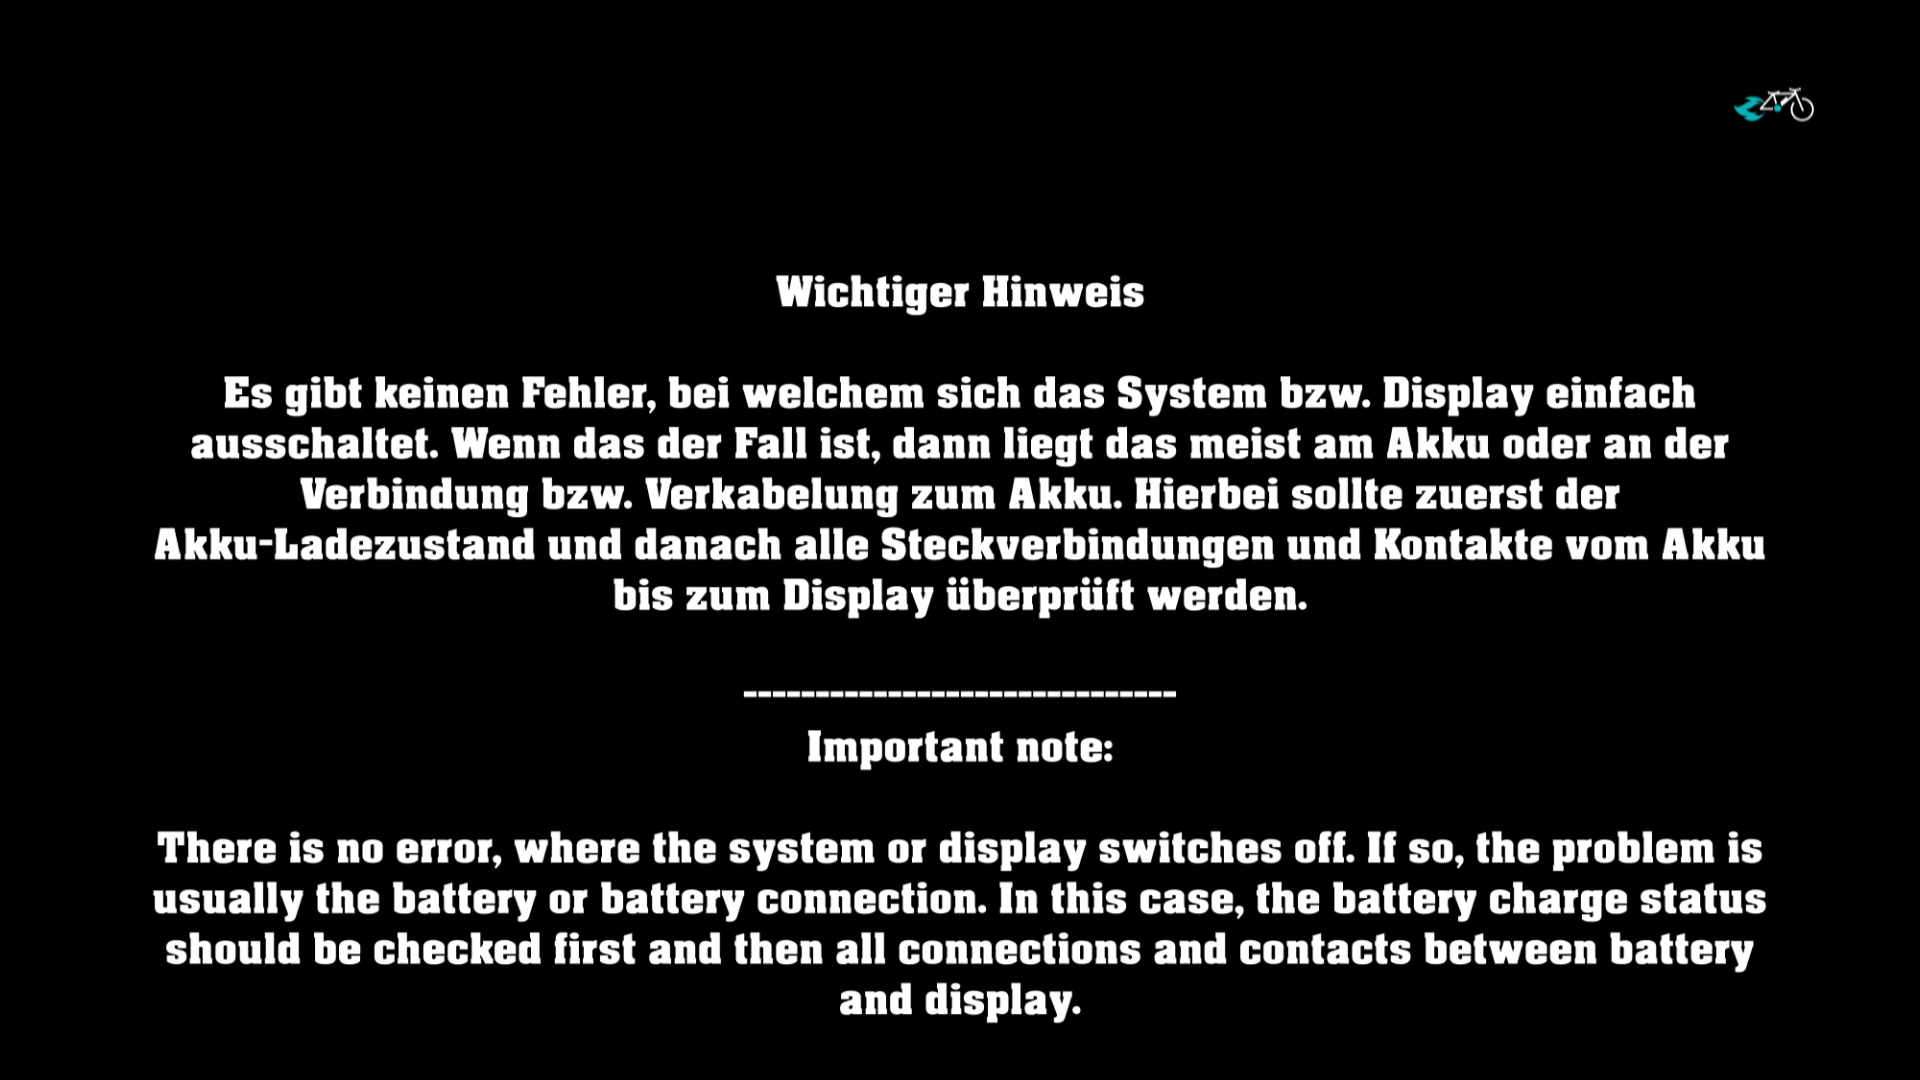 Wichtiger Hinweis
Es gibt keinen Fehler, bei welchem sich das System bzw. Display einfach
ausschaltet. Wenn das der Fall ist, dann liegt das meist am Akku oder an der
Verbindung bzw. Verkabelung zum Akku. Hierbei sollte zuerst der
Akku-Ladezustand und danach alle Steckverbindungen und Kontakte vom Akku
bis zum Display überprüft werden.
------------------------------
Important note:
There is no error, where the system or display switches off. If so, the problem is
usually the battery or battery connection. In this case, the battery charge status
should be checked first and then all connections and contacts between battery
and display.